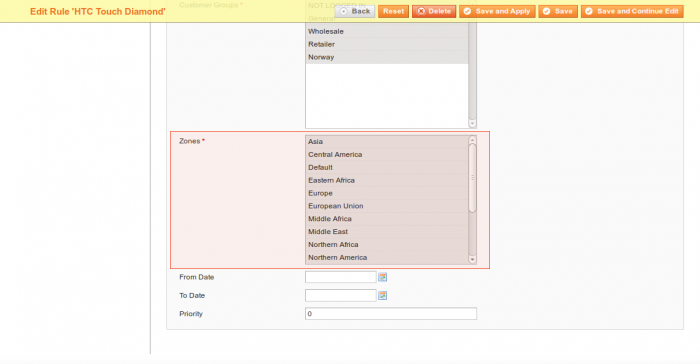 Edit Rule 'HTC Touch Diamond'
Back
Reset
Delete
Save and Apply
Save
Save and Continue Edit
Customer Groups *
NOT LOGGED IN
General
Wholesale
Retailer
Norway
Zones *
Asia
Central America
Default
Eastern Africa
Europe
European Union
Middle Africa
Middle East
Northern Africa
Northern America
From Date
To Date
Priority
0